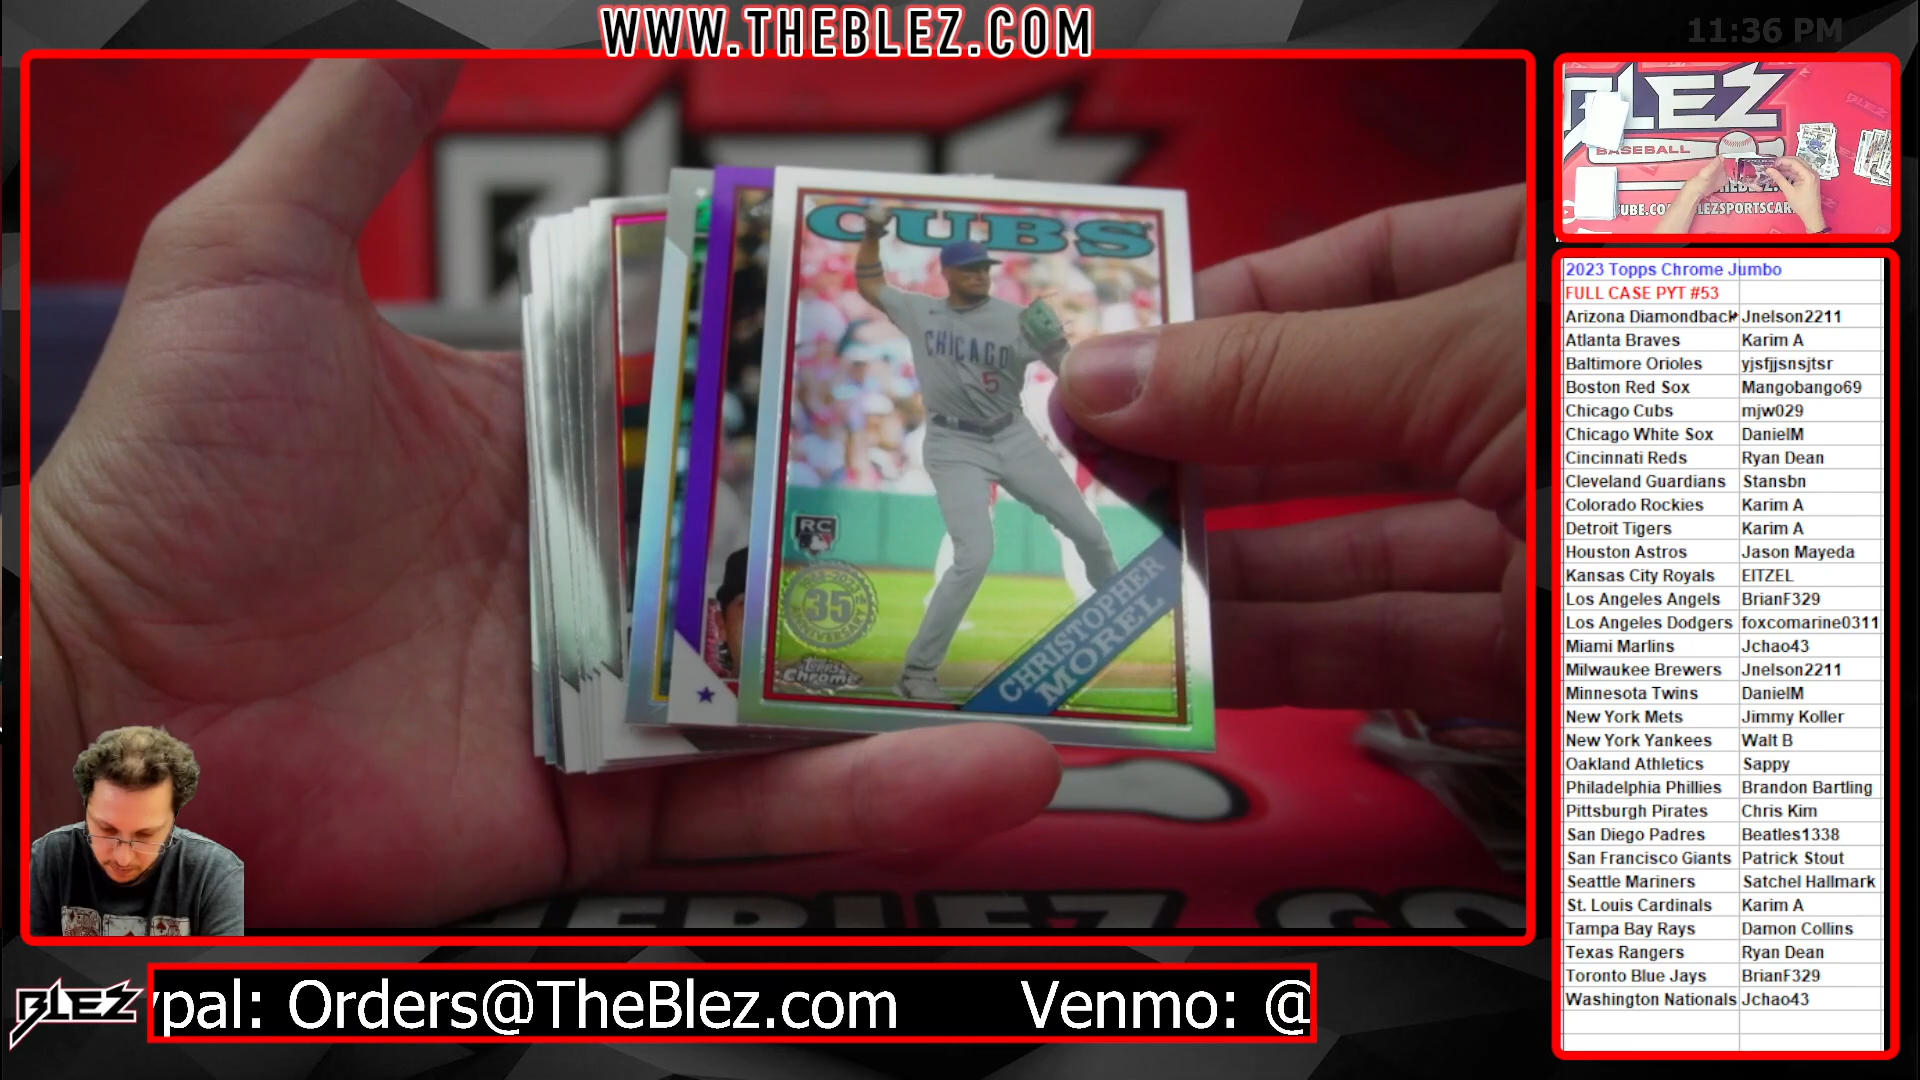 WWW.THEBLEZ.COM
11:36 PM
CUBS
CHICAGO
5
RC
35
ANNIVERSARY
Topps
Chrome
CHRISTOPHER
MOREL
BLEZ
BASEBALL
2023 Topps Chrome Jumbo
FULL CASE PYT #53
Arizona Diamondback Jnelson2211
Atlanta Braves Karim A
Baltimore Orioles yjsfjjsnsjtsr
Boston Red Sox Mangobango69
Chicago Cubs mjw029
Chicago White Sox DanielM
Cincinnati Reds Ryan Dean
Cleveland Guardians Stansbn
Colorado Rockies Karim A
Detroit Tigers Karim A
Houston Astros Jason Mayeda
Kansas City Royals EITZEL
Los Angeles Angels BrianF329
Los Angeles Dodgers foxcomarine0311
Miami Marlins Jchao43
Milwaukee Brewers Jnelson2211
Minnesota Twins DanielM
New York Mets Jimmy Koller
New York Yankees Walt B
Oakland Athletics Sappy
Philadelphia Phillies Brandon Bartling
Pittsburgh Pirates Chris Kim
San Diego Padres Beatles1338
San Francisco Giants Patrick Stout
Seattle Mariners Satchel Hallmark
St. Louis Cardinals Karim A
Tampa Bay Rays Damon Collins
Texas Rangers Ryan Dean
Toronto Blue Jays BrianF329
Washington Nationals Jchao43
BLEZ
ypal: Orders@TheBlez.com Venmo: @